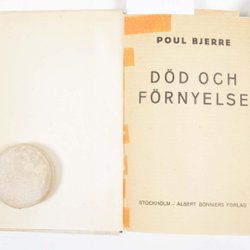 POUL BJERRE
DÖD OCH
FÖRNYELSE
STOCKHOLM - ALBERT BONNIERS FÖRLAG